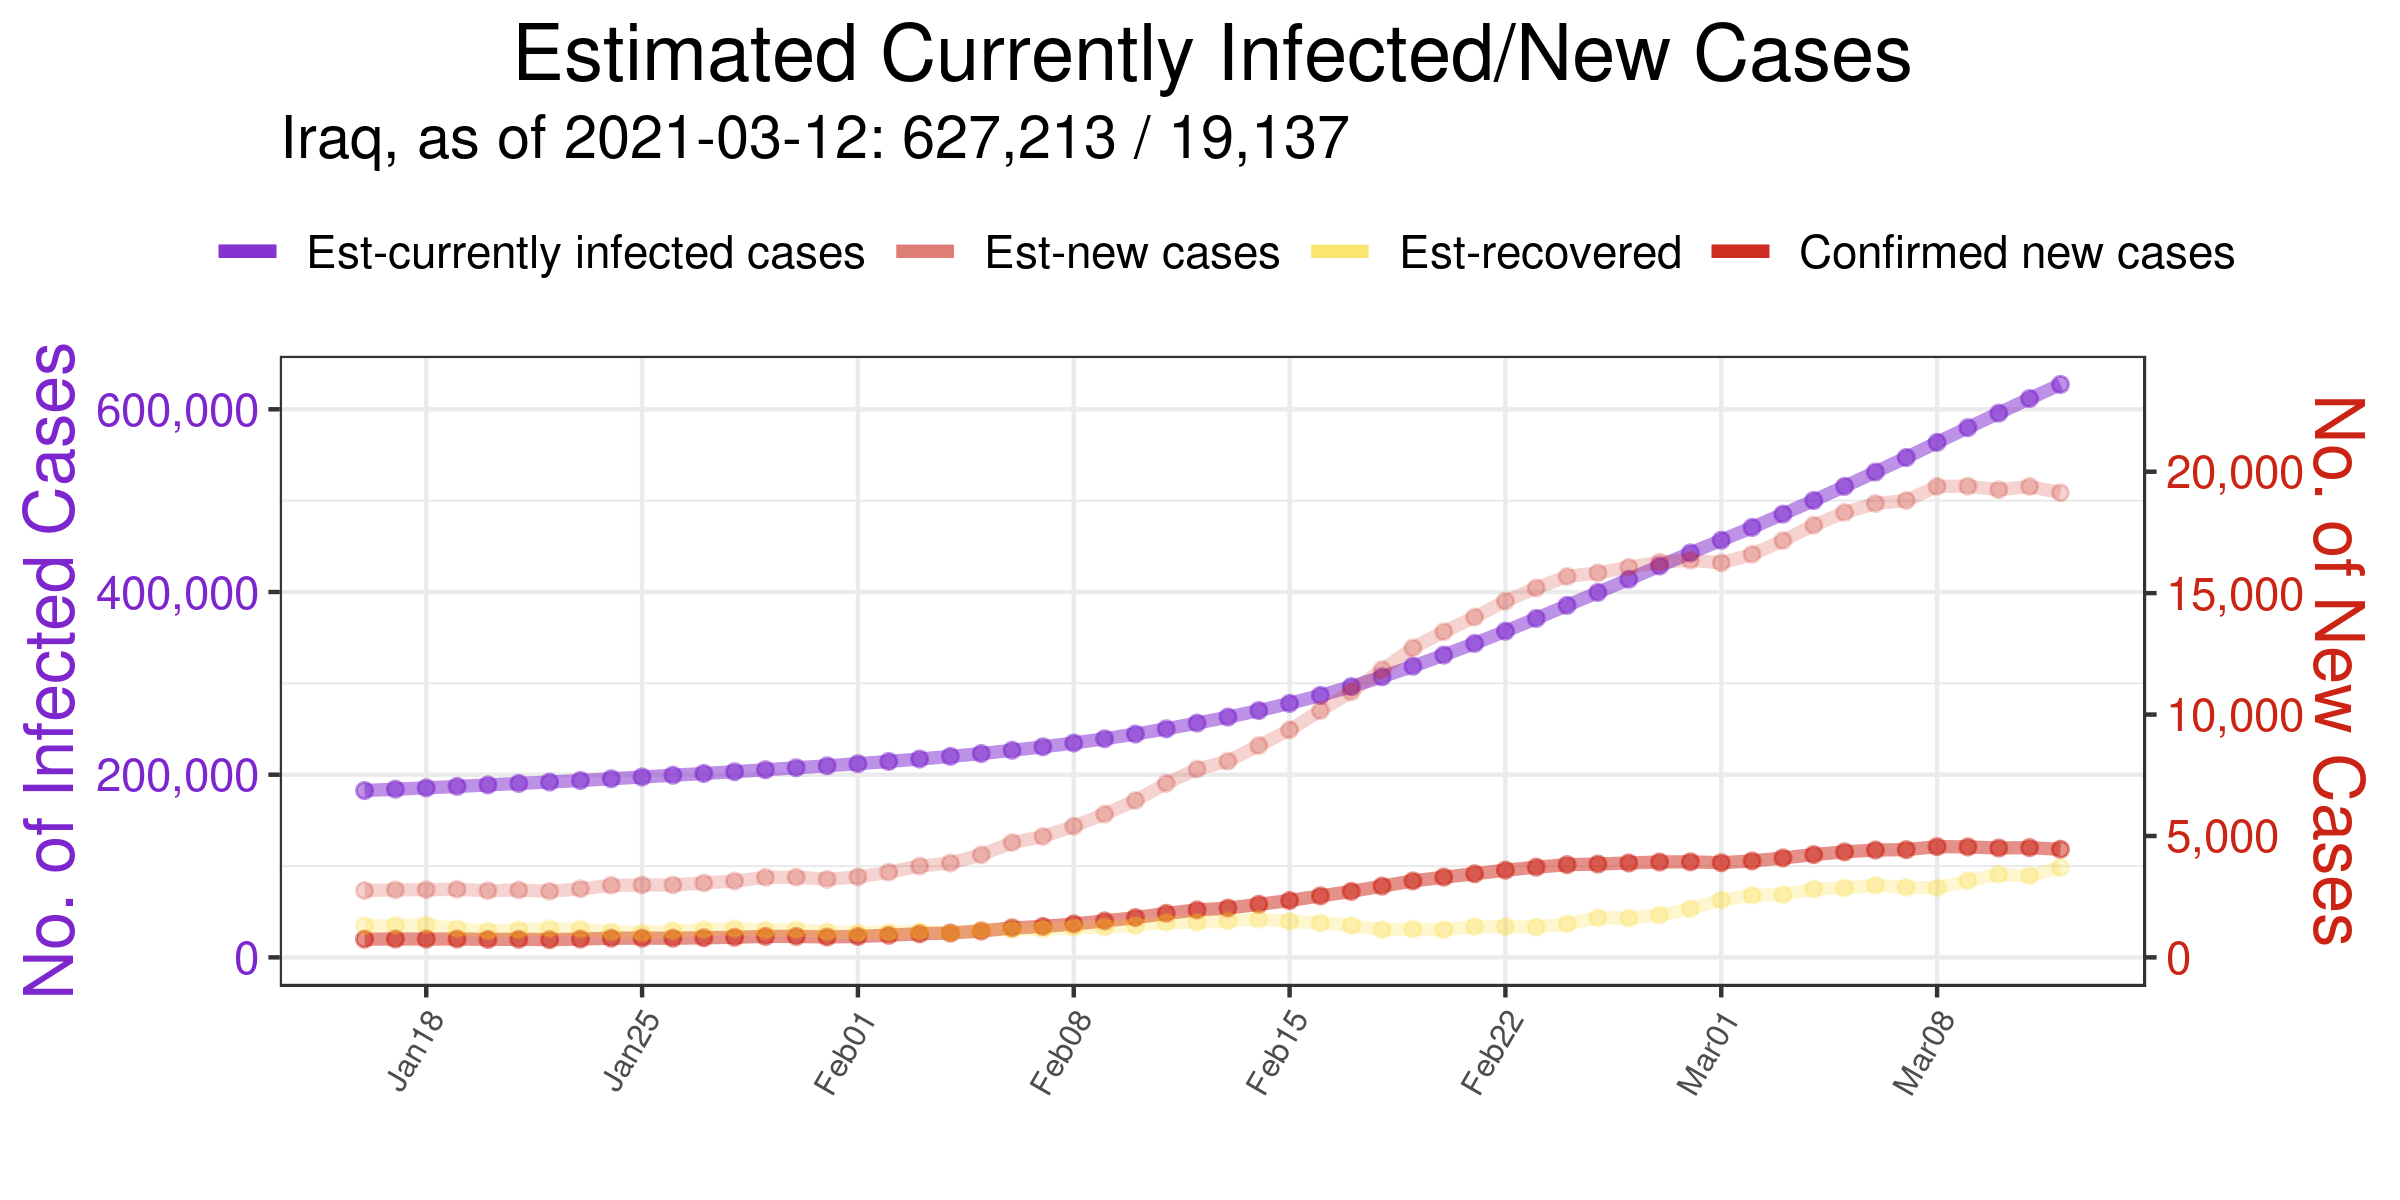 Estimated Currently Infected/New Cases
Iraq, as of 2021-03-12: 627,213 / 19,137
Est-currently infected cases Est-new cases Est-recovered Confirmed new cases
No. of Infected Cases
600,000
400,000
200,000
0
No. of New Cases
20,000
15,000
10,000
5,000
0
Jan18 Jan25 Feb01 Feb08 Feb15 Feb22 Mar01 Mar08